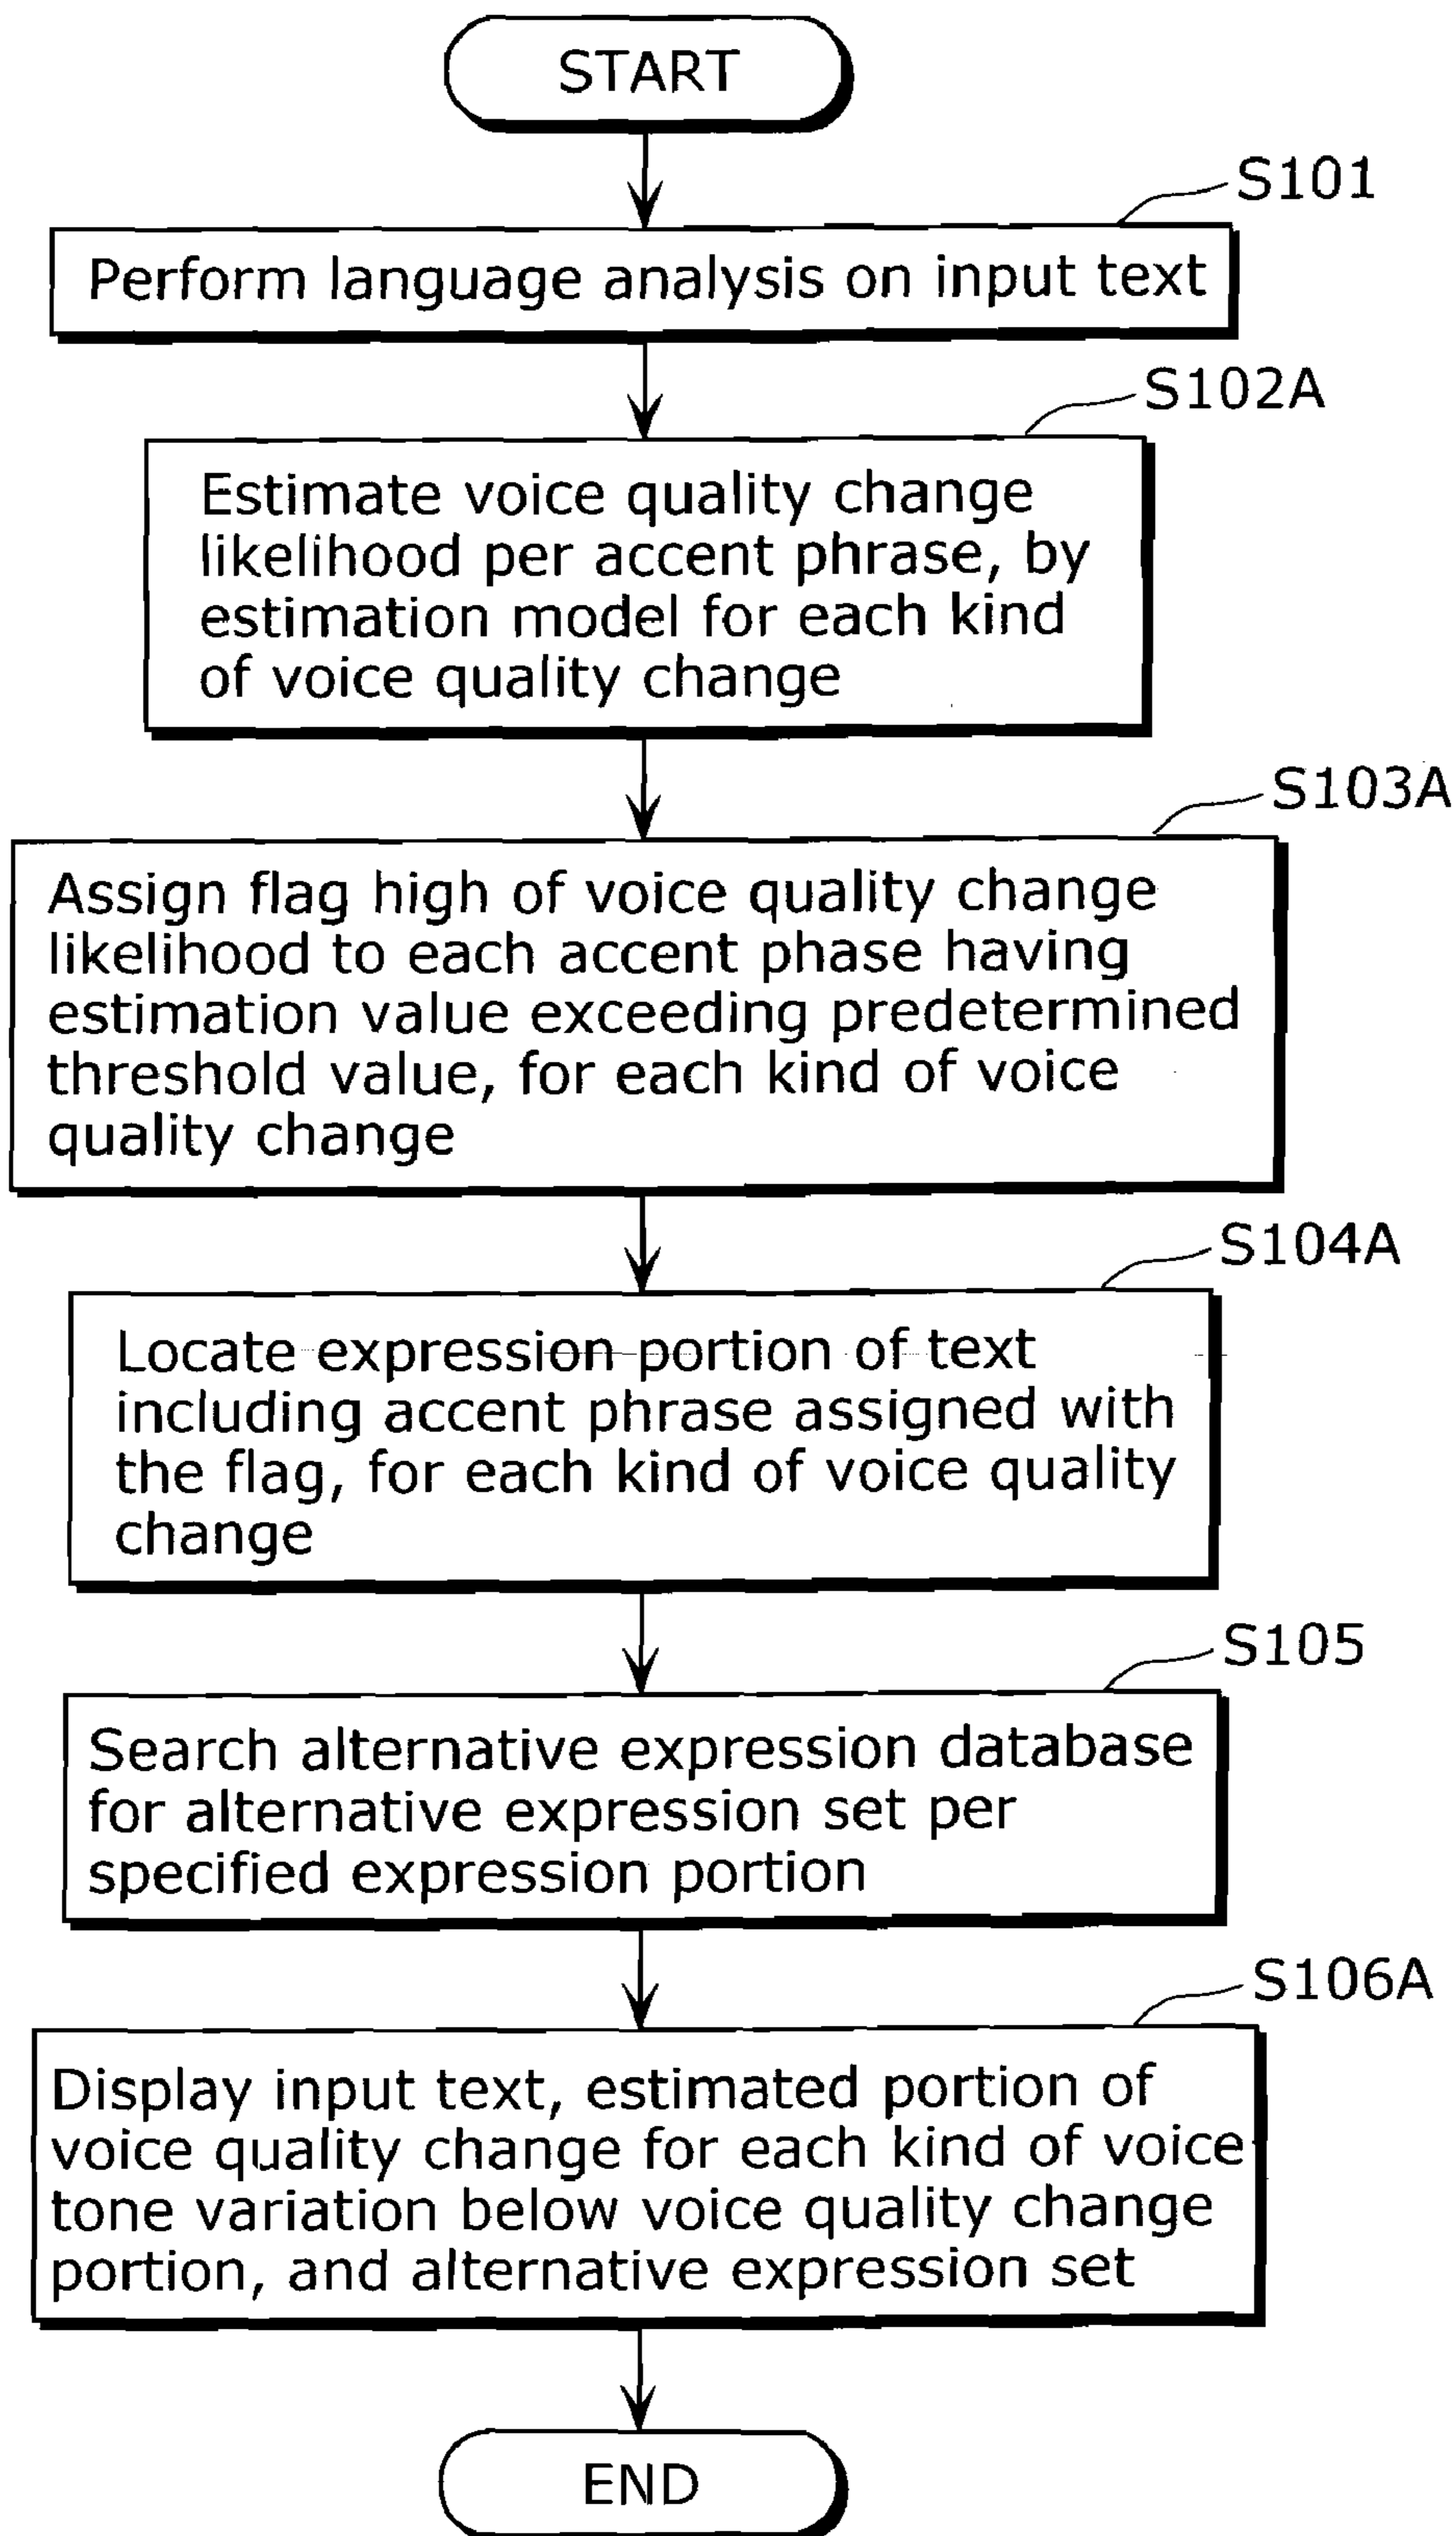 START
S101
Perform language analysis on input text
S102A
Estimate voice quality change
likelihood per accent phrase, by
estimation model for each kind
of voice quality change
S103A
Assign flag high of voice quality change
likelihood to each accent phase having
estimation value exceeding predetermined
threshold value, for each kind of voice
quality change
S104A
Locate expression portion of text
including accent phrase assigned with
the flag, for each kind of voice quality
change
S105
Search alternative expression database
for alternative expression set per
specified expression portion
S106A
Display input text, estimated portion of
voice quality change for each kind of voice
tone variation below voice quality change
portion, and alternative expression set
END